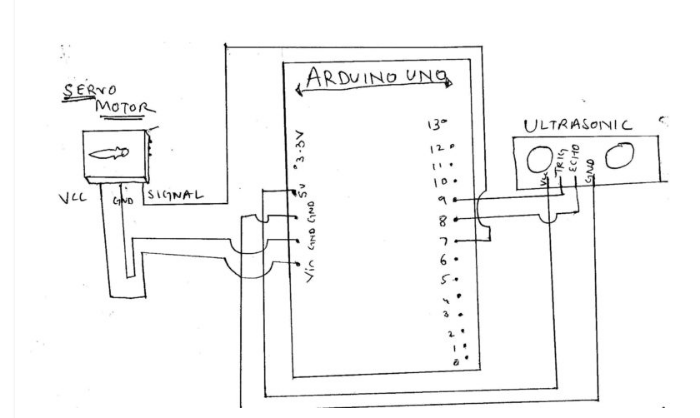 ARDUINO UNO
SERVO
MOTOR
VCC
GND
SIGNAL
3.3V
5V
GND
GND
Vin
13
12
11
10
9
8
7
6
5
4
3
2
1
0
ULTRASONIC
VCC
TRIG
ECHO
GND